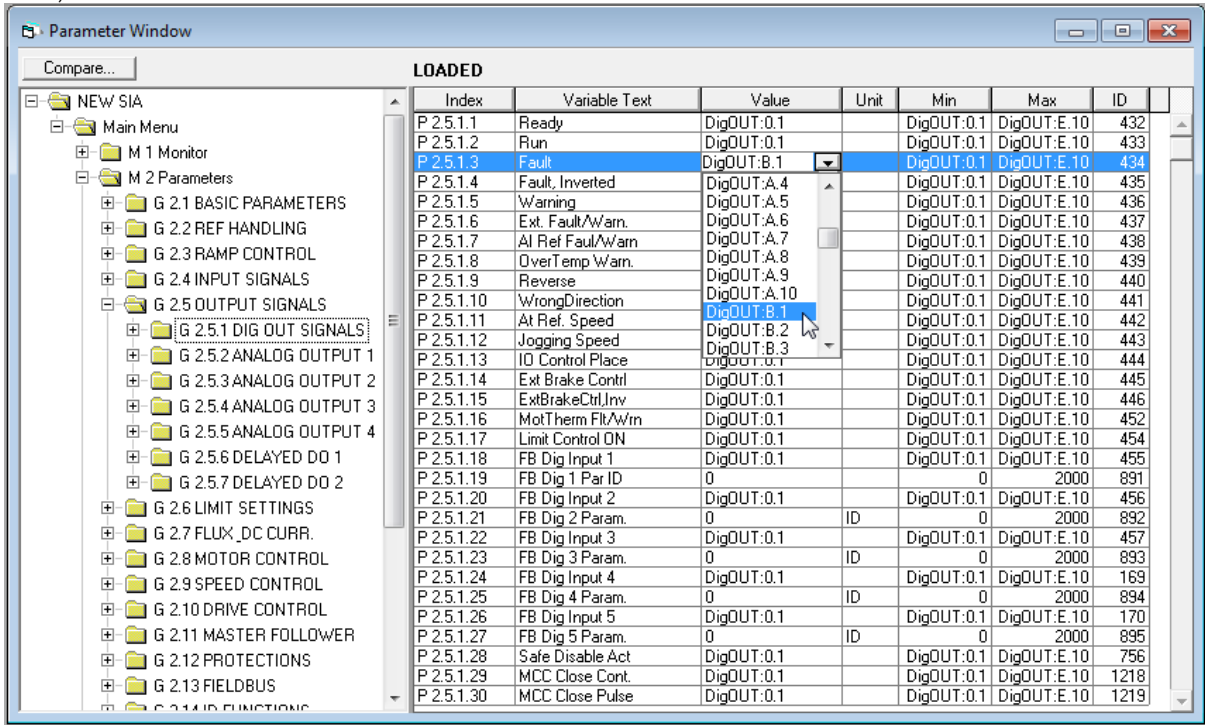 Parameter Window
Compare...
LOADED
NEW SIA
Main Menu
M 1 Monitor
M 2 Parameters
G 2.1 BASIC PARAMETERS
G 2.2 REF HANDLING
G 2.3 RAMP CONTROL
G 2.4 INPUT SIGNALS
G 2.5 OUTPUT SIGNALS
G 2.5.1 DIG OUT SIGNALS
G 2.5.2 ANALOG OUTPUT 1
G 2.5.3 ANALOG OUTPUT 2
G 2.5.4 ANALOG OUTPUT 3
G 2.5.5 ANALOG OUTPUT 4
G 2.5.6 DELAYED DO 1
G 2.5.7 DELAYED DO 2
G 2.6 LIMIT SETTINGS
G 2.7 FLUX_DC CURR.
G 2.8 MOTOR CONTROL
G 2.9 SPEED CONTROL
G 2.10 DRIVE CONTROL
G 2.11 MASTER FOLLOWER
G 2.12 PROTECTIONS
G 2.13 FIELDBUS
G 2.14 ID FUNCTIONS
Index Variable Text Value Unit Min Max ID
P 2.5.1.1 Ready DigOUT:0.1 DigOUT:0.1 DigOUT:E.10 432
P 2.5.1.2 Run DigOUT:0.1 DigOUT:0.1 DigOUT:E.10 433
P 2.5.1.3 Fault DigOUT:B.1 DigOUT:0.1 DigOUT:E.10 434
P 2.5.1.4 Fault, Inverted DigOUT:0.1 DigOUT:E.10 435
P 2.5.1.5 Warning DigOUT:0.1 DigOUT:E.10 436
P 2.5.1.6 Ext. Fault/Warn. DigOUT:0.1 DigOUT:E.10 437
P 2.5.1.7 AI Ref Faul/Warn DigOUT:0.1 DigOUT:E.10 438
P 2.5.1.8 OverTemp Warn. DigOUT:0.1 DigOUT:E.10 439
P 2.5.1.9 Reverse DigOUT:0.1 DigOUT:E.10 440
P 2.5.1.10 WrongDirection DigOUT:0.1 DigOUT:E.10 441
P 2.5.1.11 At Ref. Speed DigOUT:0.1 DigOUT:E.10 442
P 2.5.1.12 Jogging Speed DigOUT:0.1 DigOUT:E.10 443
P 2.5.1.13 IO Control Place DigOUT:0.1 DigOUT:0.1 DigOUT:E.10 444
P 2.5.1.14 Ext Brake Contrl DigOUT:0.1 DigOUT:0.1 DigOUT:E.10 445
P 2.5.1.15 ExtBrakeCtrl,Inv DigOUT:0.1 DigOUT:0.1 DigOUT:E.10 446
P 2.5.1.16 MotTherm Flt/Wrn DigOUT:0.1 DigOUT:0.1 DigOUT:E.10 452
P 2.5.1.17 Limit Control ON DigOUT:0.1 DigOUT:0.1 DigOUT:E.10 454
P 2.5.1.18 FB Dig Input 1 DigOUT:0.1 DigOUT:0.1 DigOUT:E.10 455
P 2.5.1.19 FB Dig 1 Par ID 0 0 2000 891
P 2.5.1.20 FB Dig Input 2 DigOUT:0.1 DigOUT:0.1 DigOUT:E.10 456
P 2.5.1.21 FB Dig 2 Param. 0 ID 0 2000 892
P 2.5.1.22 FB Dig Input 3 DigOUT:0.1 DigOUT:0.1 DigOUT:E.10 457
P 2.5.1.23 FB Dig 3 Param. 0 ID 0 2000 893
P 2.5.1.24 FB Dig Input 4 DigOUT:0.1 DigOUT:0.1 DigOUT:E.10 169
P 2.5.1.25 FB Dig 4 Param. 0 ID 0 2000 894
P 2.5.1.26 FB Dig Input 5 DigOUT:0.1 DigOUT:0.1 DigOUT:E.10 170
P 2.5.1.27 FB Dig 5 Param. 0 ID 0 2000 895
P 2.5.1.28 Safe Disable Act DigOUT:0.1 DigOUT:0.1 DigOUT:E.10 756
P 2.5.1.29 MCC Close Cont. DigOUT:0.1 DigOUT:0.1 DigOUT:E.10 1218
P 2.5.1.30 MCC Close Pulse DigOUT:0.1 DigOUT:0.1 DigOUT:E.10 1219
DigOUT:A.4
DigOUT:A.5
DigOUT:A.6
DigOUT:A.7
DigOUT:A.8
DigOUT:A.9
DigOUT:A.10
DigOUT:B.1
DigOUT:B.2
DigOUT:B.3